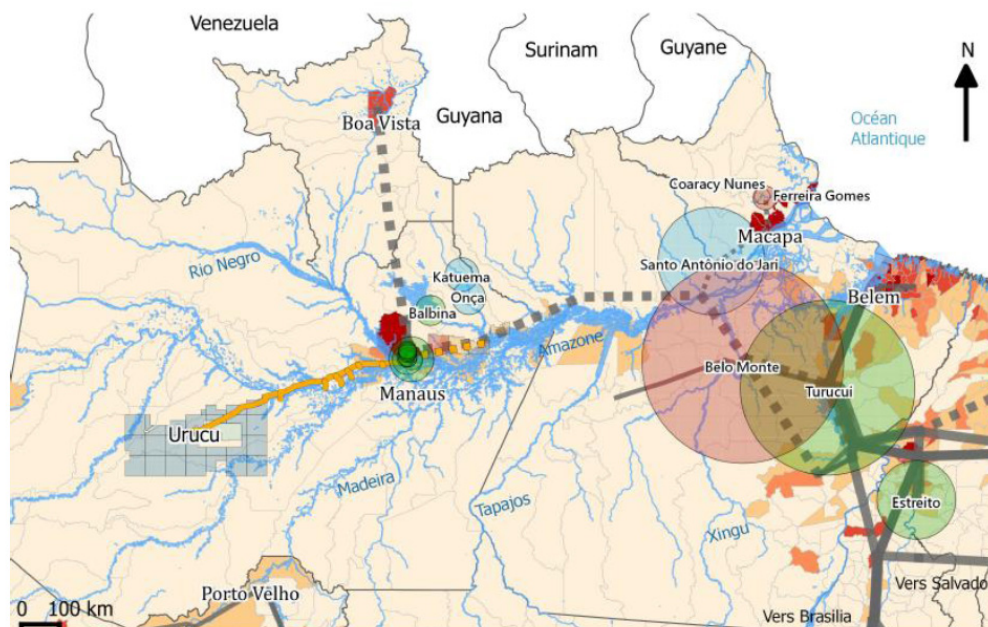 Venezuela
Surinam
Guyane
N
Boa Vista
Guyana
Océan
Atlantique
Coaracy Nunes
Ferreira Gomes
Macapa
Rio Negro
Katuema
Santo Antônio do Jari
Onça
Belem
Balbina
Amazone
Belo Monte
Manaus
Turucui
Urucu
Madeira
Tapajos
Estreito
Xingu
Porto Velho
Vers Salvado
0 100 km
Vers Brasilia